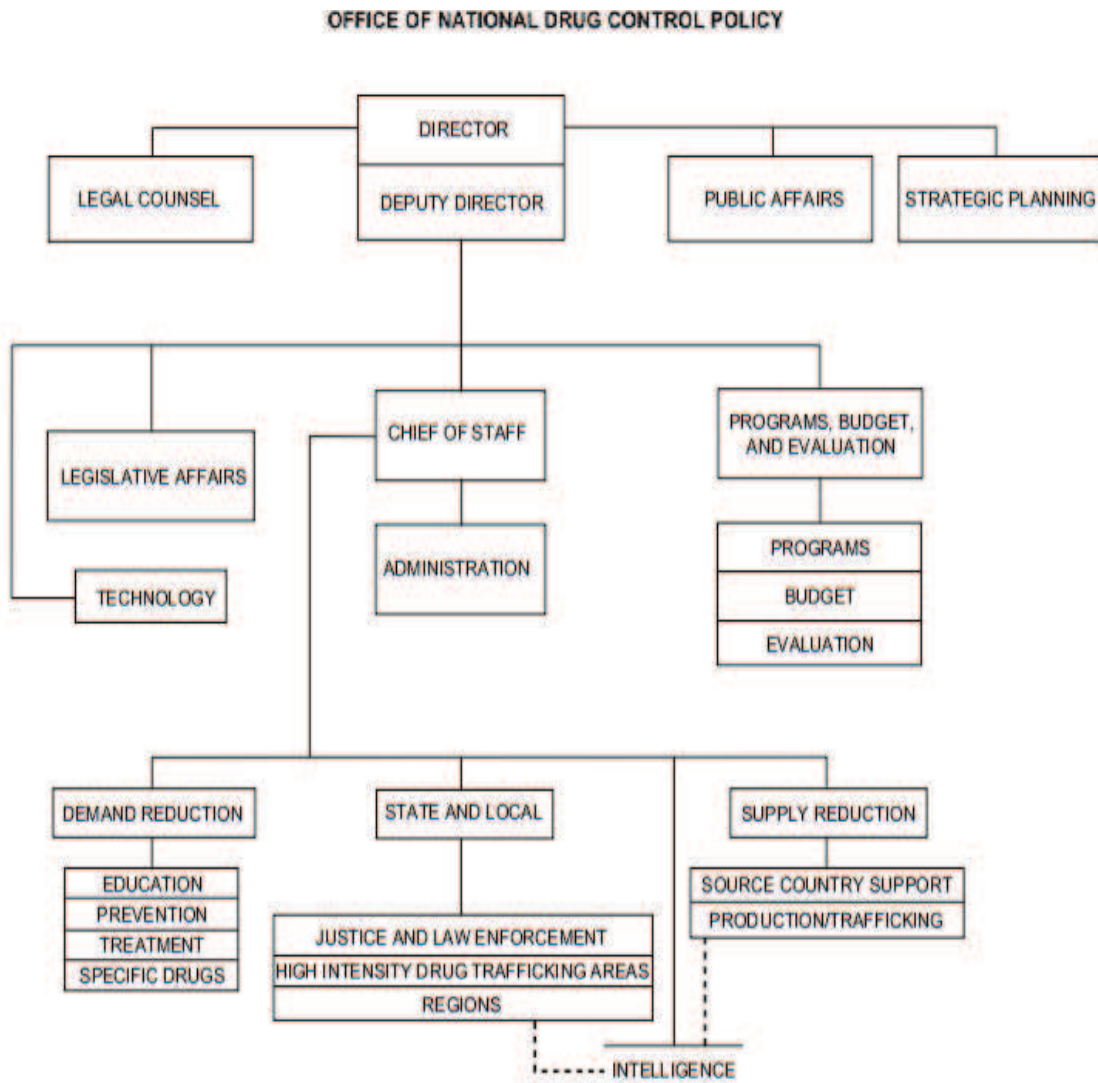 OFFICE OF NATIONAL DRUG CONTROL POLICY
DIRECTOR
LEGAL COUNSEL
DEPUTY DIRECTOR
PUBLIC AFFAIRS
STRATEGIC PLANNING
LEGISLATIVE AFFAIRS
CHIEF OF STAFF
PROGRAMS, BUDGET,
AND EVALUATION
TECHNOLOGY
ADMINISTRATION
PROGRAMS
BUDGET
EVALUATION
DEMAND REDUCTION
EDUCATION
PREVENTION
TREATMENT
SPECIFIC DRUGS
STATE AND LOCAL
JUSTICE AND LAW ENFORCEMENT
HIGH INTENSITY DRUG TRAFFICKING AREAS
REGIONS
SUPPLY REDUCTION
SOURCE COUNTRY SUPPORT
PRODUCTION/TRAFFICKING
INTELLIGENCE